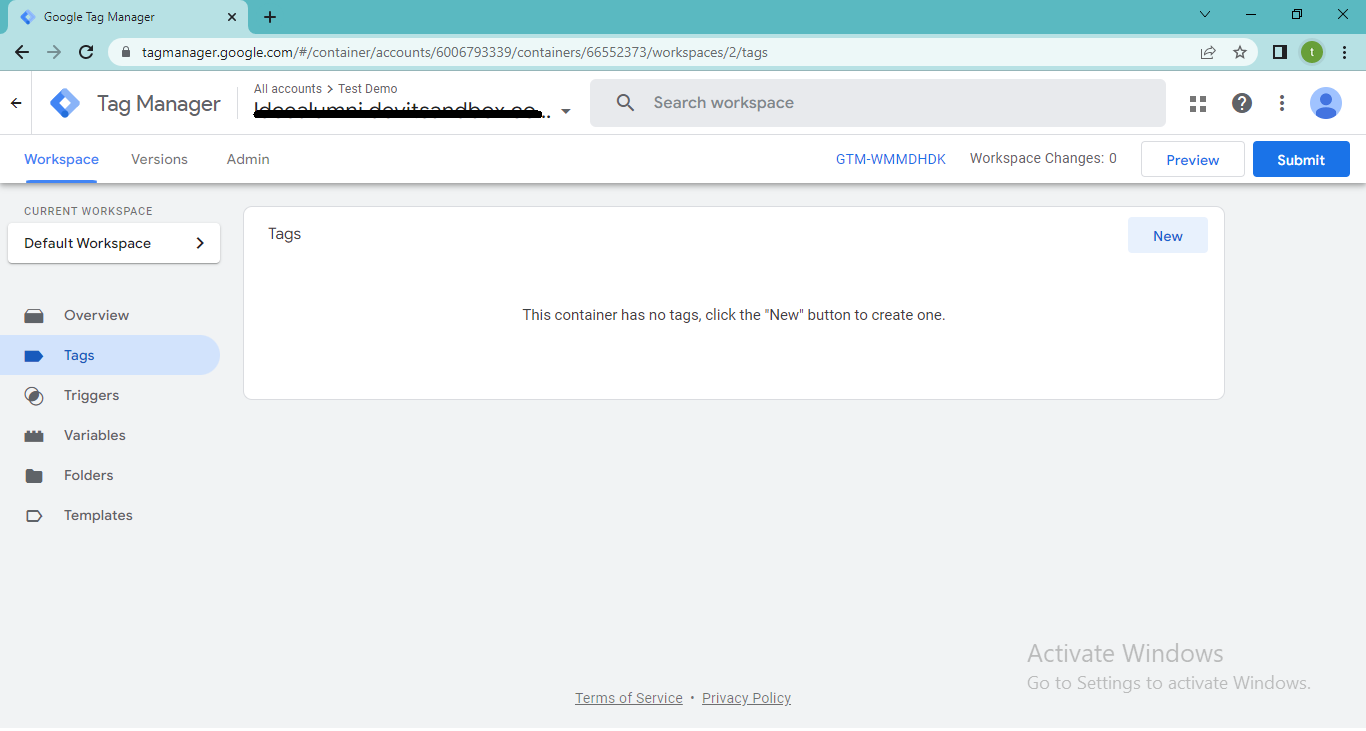 Google Tag Manager
tagmanager.google.com/#/container/accounts/6006793339/containers/66552373/workspaces/2/tags
t
All accounts > Test Demo
Tag Manager
Search workspace
Workspace Versions Admin
GTM-WMMDHDK Workspace Changes: 0 Preview Submit
CURRENT WORKSPACE
Default Workspace
Tags
New
This container has no tags, click the "New" button to create one.
Overview
Tags
Triggers
Variables
Folders
Templates
Activate Windows
Go to Settings to activate Windows.
Terms of Service • Privacy Policy